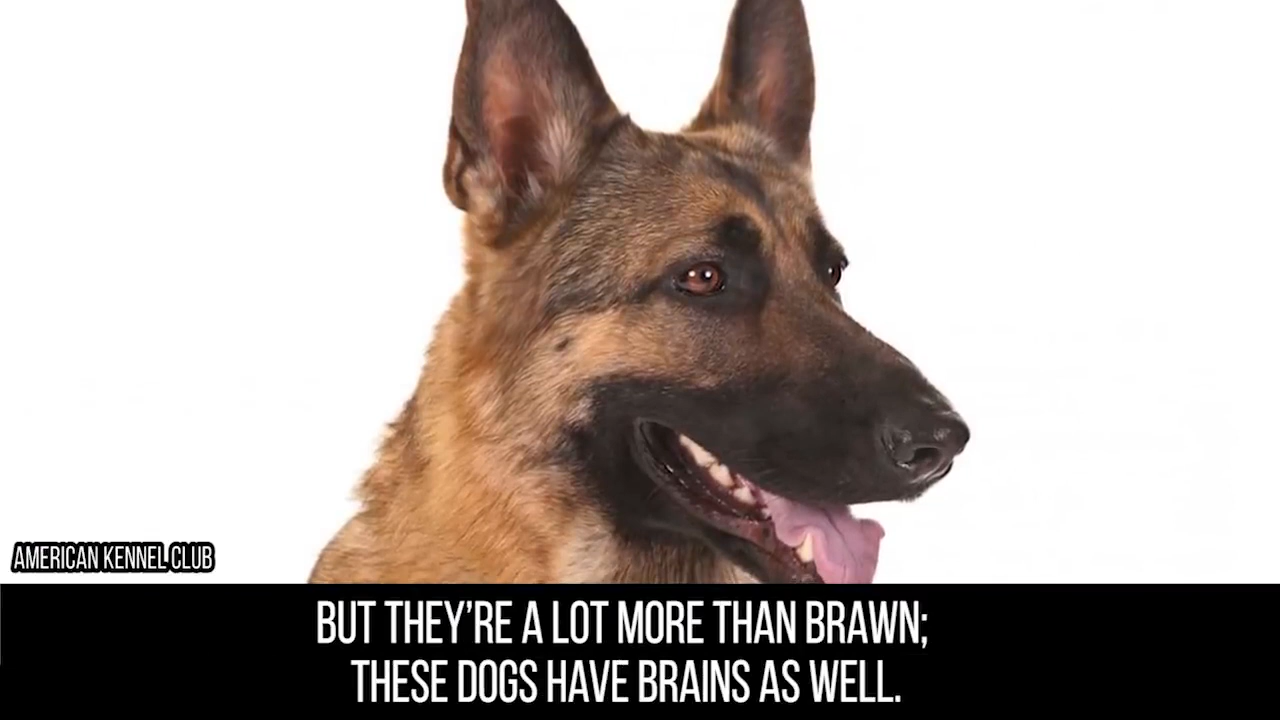 AMERICAN KENNEL CLUB
BUT THEY'RE A LOT MORE THAN BRAWN;
THESE DOGS HAVE BRAINS AS WELL.